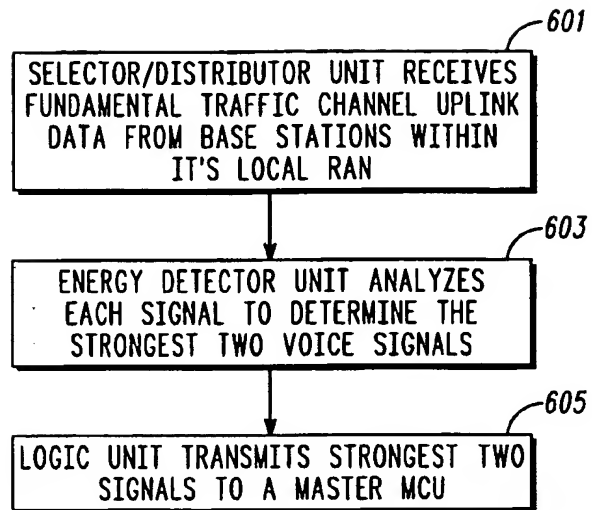 601
SELECTOR/DISTRIBUTOR UNIT RECEIVES
FUNDAMENTAL TRAFFIC CHANNEL UPLINK
DATA FROM BASE STATIONS WITHIN
IT'S LOCAL RAN
603
ENERGY DETECTOR UNIT ANALYZES
EACH SIGNAL TO DETERMINE THE
STRONGEST TWO VOICE SIGNALS
605
LOGIC UNIT TRANSMITS STRONGEST TWO
SIGNALS TO A MASTER MCU